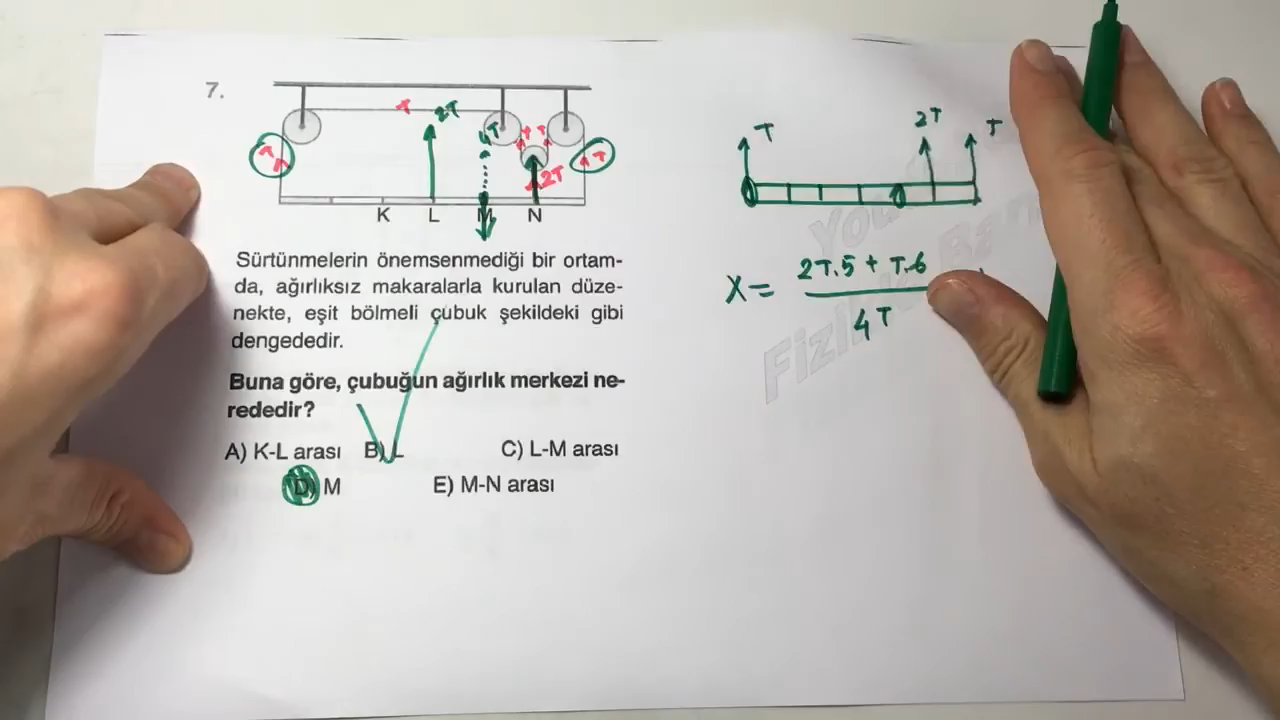 7.
T
2T
T
T
T
T
T
2T
K L M N
Sürtünmelerin önemsenmediği bir ortam-
da, ağırlıksız makaralarla kurulan düze-
nekte, eşit bölmeli çubuk şekildeki gibi
dengededir.
Buna göre, çubuğun ağırlık merkezi ne-
rededir?
A) K-L arası B) L C) L-M arası
D) M E) M-N arası
T 2T T
X= 2T.5 + T.6
4T